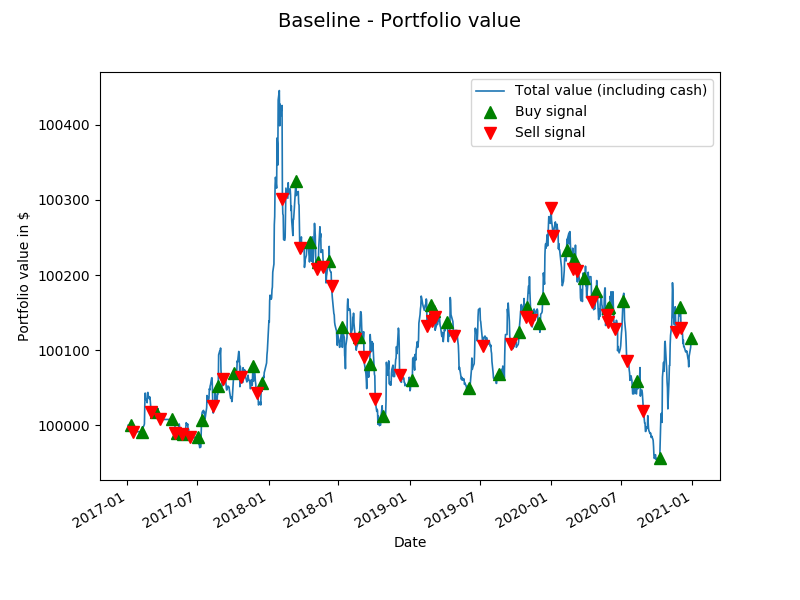 Baseline - Portfolio value
Total value (including cash)
Buy signal
Sell signal
Portfolio value in $
100400
100300
100200
100100
100000
2017-01
2017-07
2018-01
2018-07
2019-01
2019-07
2020-01
2020-07
2021-01
Date